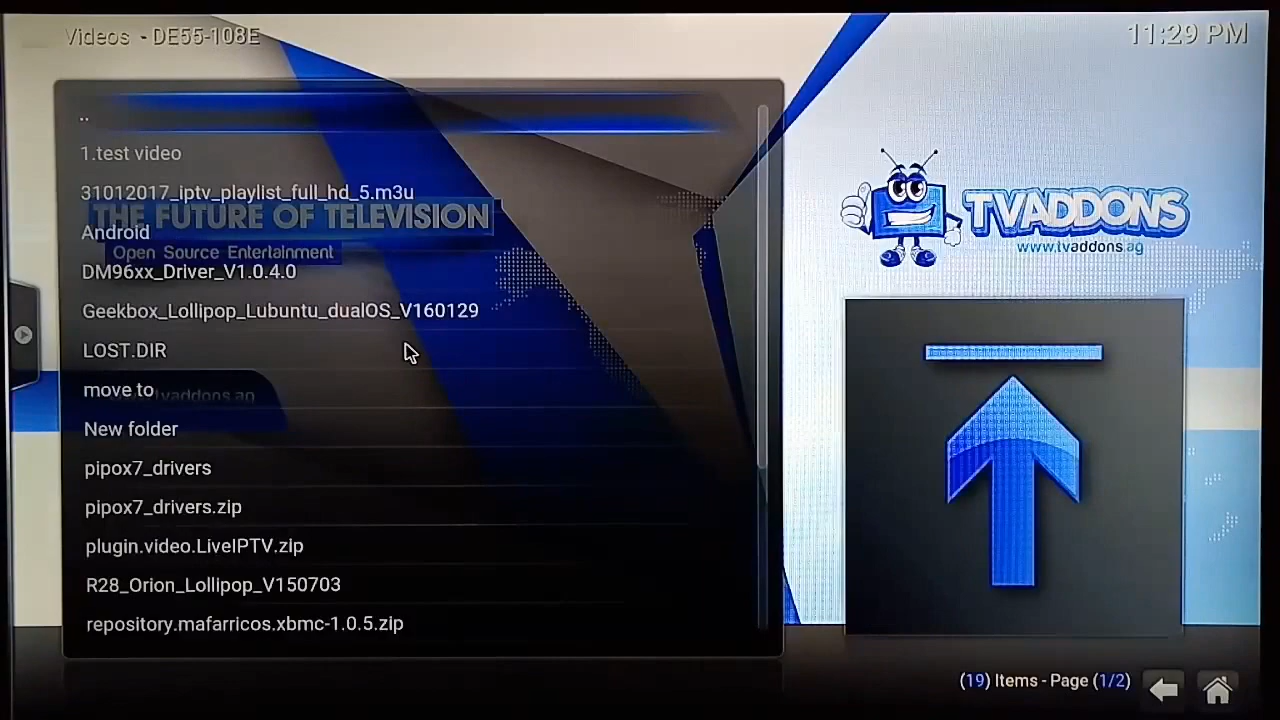 Videos - DE55-108E
11:29 PM
..
1.test video
31012017_iptv_playlist_full_hd_5.m3u
THE FUTURE OF TELEVISION
Android
Open Source Entertainment
DM96xx_Driver_V1.0.4.0
Geekbox_Lollipop_Lubuntu_dualOS_V160129
LOST.DIR
move to
www.tvaddons.ag
New folder
pipox7_drivers
pipox7_drivers.zip
plugin.video.LiveIPTV.zip
R28_Orion_Lollipop_V150703
repository.mafarricos.xbmc-1.0.5.zip
TVADDONS
www.tvaddons.ag
(19) Items - Page (1/2)